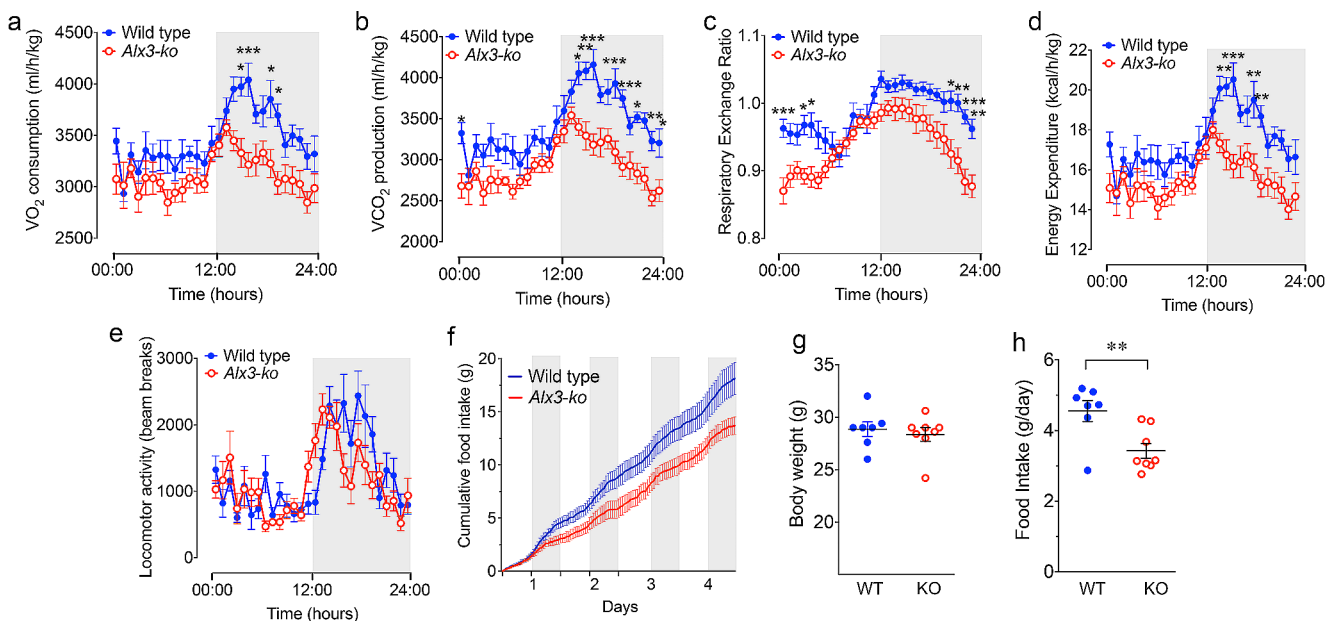 a
VO2 consumption (ml/h/kg)
4500
4000
3500
3000
2500
Wild type
Alx3-ko
***
*
*
*
00:00 12:00 24:00
Time (hours)
b
VCO2 production (ml/h/kg)
4500
4000
3500
3000
2500
2000
Wild type
Alx3-ko
*
***
**
*
***
***
*
**
*
00:00 12:00 24:00
Time (hours)
c
Respiratory Exchange Ratio
1.1
1.0
0.9
0.8
Wild type
Alx3-ko
***
*
*
*
**
***
**
00:00 12:00 24:00
Time (hours)
d
Energy Expenditure (kcal/h/kg)
22
20
18
16
14
12
Wild type
Alx3-ko
***
**
**
**
00:00 12:00 24:00
Time (hours)
e
Locomotor activity (beam breaks)
3000
2000
1000
0
Wild type
Alx3-ko
00:00 12:00 24:00
Time (hours)
f
Cumulative food intake (g)
20
15
10
5
0
Wild type
Alx3-ko
1 2 3 4
Days
g
Body weight (g)
35
30
25
20
WT KO
h
Food Intake (g/day)
6
5
4
3
2
1
0
**
WT KO